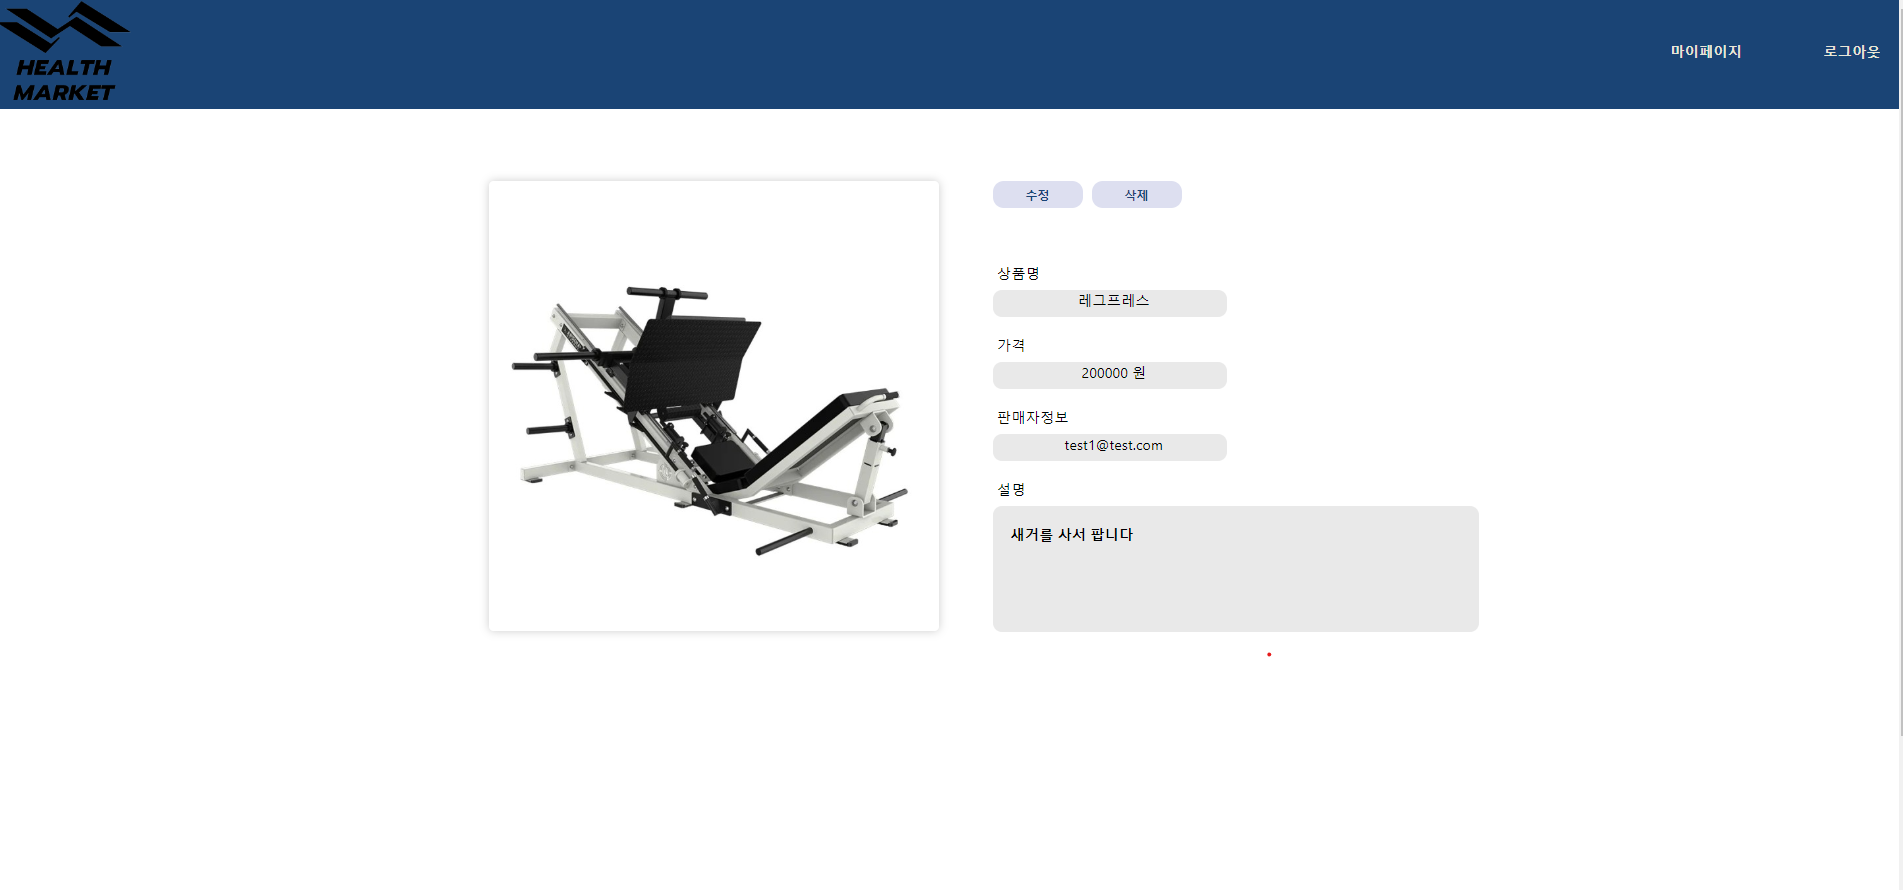 HEALTH
MARKET
마이페이지
로그아웃
수정
삭제
상품명
레그프레스
가격
200000 원
판매자정보
test1@test.com
설명
새거를 사서 팝니다